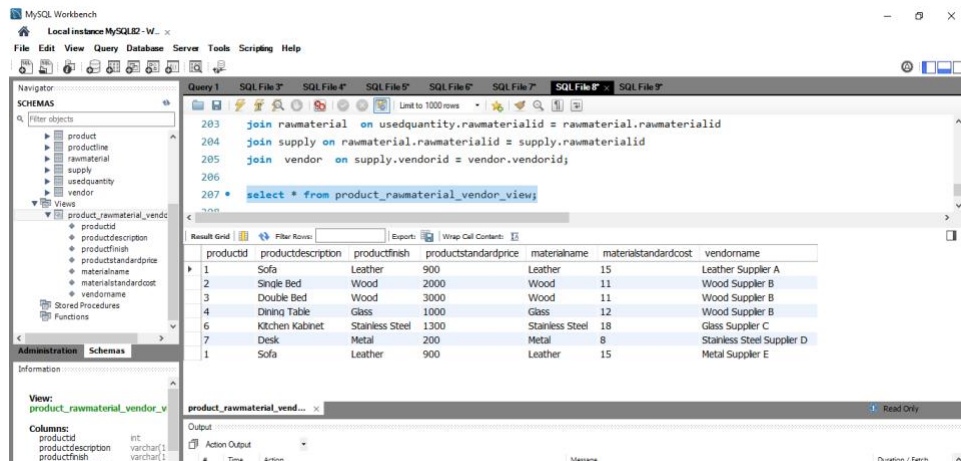 MySQL Workbench
Local instance MySQL82 - W...
File Edit View Query Database Server Tools Scripting Help
Navigator
SCHEMAS
Filter objects
product
productline
rawmaterial
supply
usedquantity
vendor
Views
product_rawmaterial_vendo
productid
productdescription
productfinish
productstandardprice
materialname
materialstandardcost
vendorname
Stored Procedures
Functions
Administration Schemas
Information
View:
product_rawmaterial_vendor_v
Columns:
productid int
productdescription varchar(1
productfinish varchar(1
Query 1 SQL File 3* SQL File 4* SQL File 5* SQL File 6* SQL File 7* SQL File 8* SQL File 9*
Limit to 1000 rows
203 join rawmaterial on usedquantity.rawmaterialid = rawmaterial.rawmaterialid
204 join supply on rawmaterial.rawmaterialid = supply.rawmaterialid
205 join vendor on supply.vendorid = vendor.vendorid;
206
207 select * from product_rawmaterial_vendor_view;
208
Result Grid Filter Rows: Export: Wrap Cell Content:
productid productdescription productfinish productstandardprice materialname materialstandardcost vendorname
1 Sofa Leather 900 Leather 15 Leather Supplier A
2 Single Bed Wood 2000 Wood 11 Wood Supplier B
3 Double Bed Wood 3000 Wood 11 Wood Supplier B
4 Dining Table Glass 1000 Glass 12 Wood Supplier B
6 Kitchen Kabinet Stainless Steel 1300 Stainless Steel 18 Glass Supplier C
7 Desk Metal 200 Metal 8 Stainless Steel Supplier D
1 Sofa Leather 900 Leather 15 Metal Supplier E
product_rawmaterial_vend...
Read Only
Output
Action Output
# Time Action Message Duration / Fetch